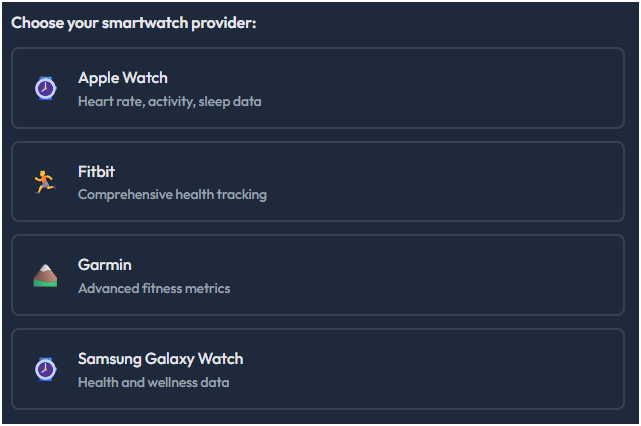 Choose your smartwatch provider:
Apple Watch
Heart rate, activity, sleep data
Fitbit
Comprehensive health tracking
Garmin
Advanced fitness metrics
Samsung Galaxy Watch
Health and wellness data